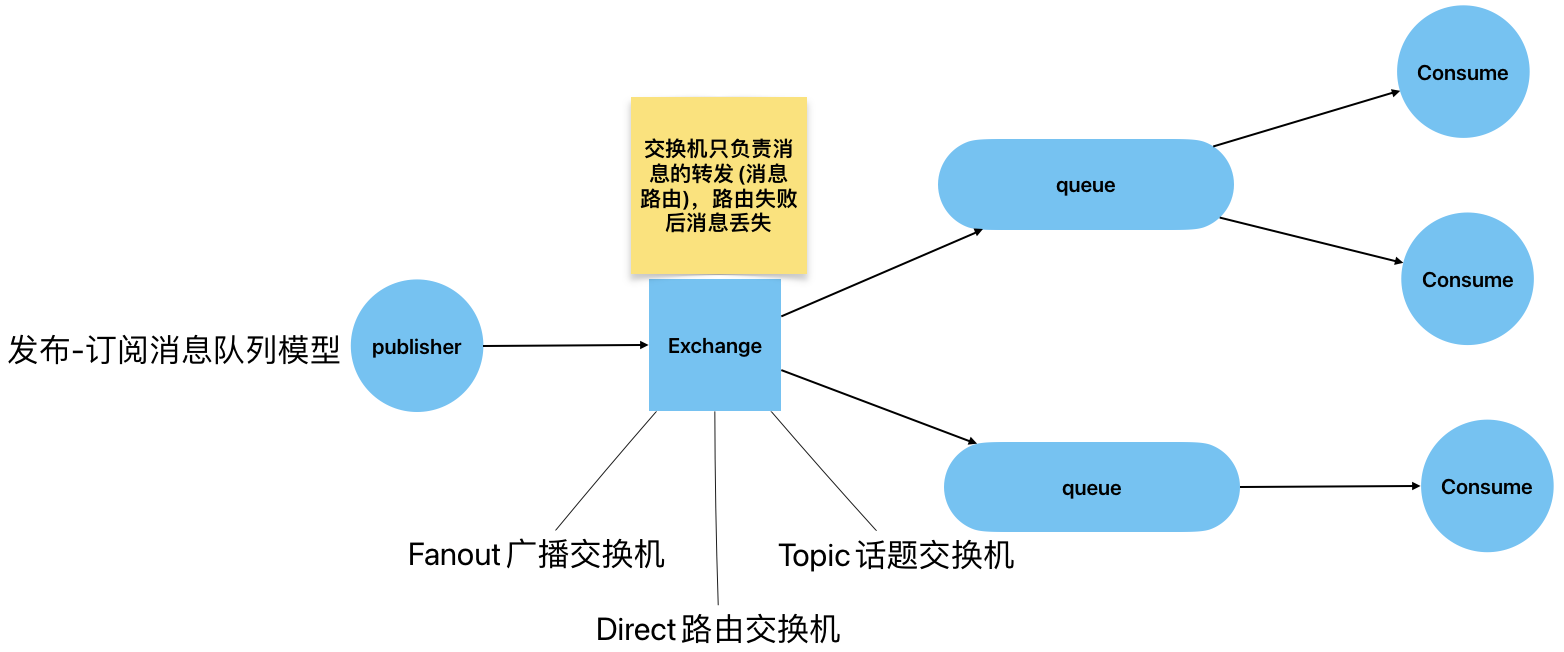 Consume
交换机只负责消
息的转发 (消息
路由)，路由失败
后消息丢失
queue
Consume
发布-订阅消息队列模型
publisher
Exchange
queue
Consume
Fanout 广播交换机
Topic 话题交换机
Direct 路由交换机